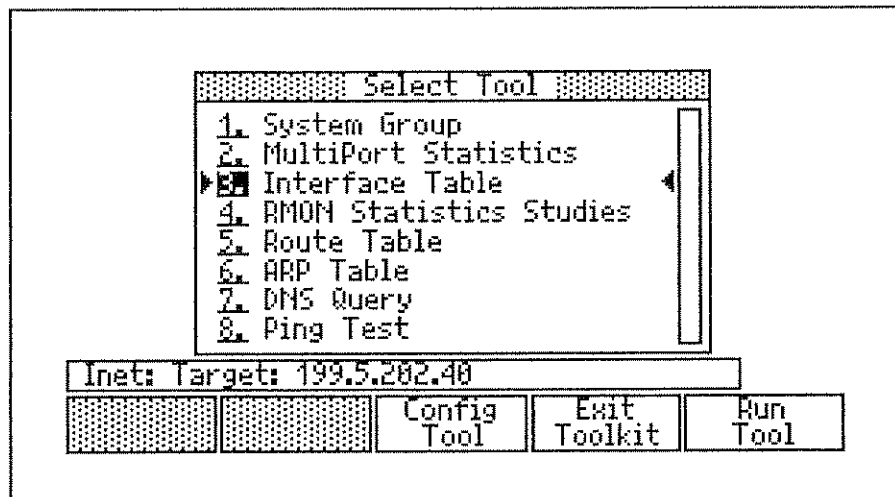 Select Tool
1. System Group
2. MultiPort Statistics
3. Interface Table
4. RMON Statistics Studies
5. Route Table
6. ARP Table
7. DNS Query
8. Ping Test
Inet: Target: 199.5.202.40
Config Tool
Exit Toolkit
Run Tool